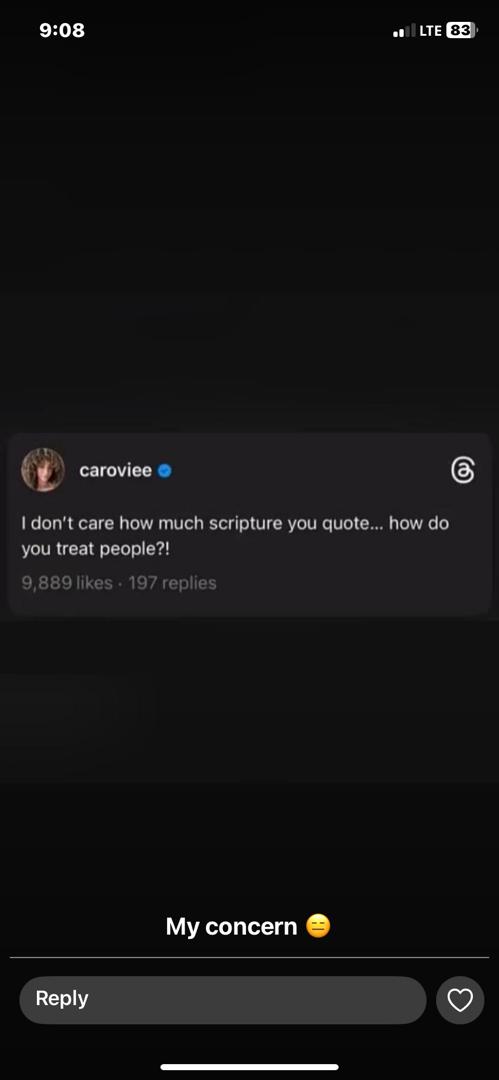 9:08
LTE 83
caroviee
I don't care how much scripture you quote... how do
you treat people?!
9,889 likes · 197 replies
My concern 😑
Reply